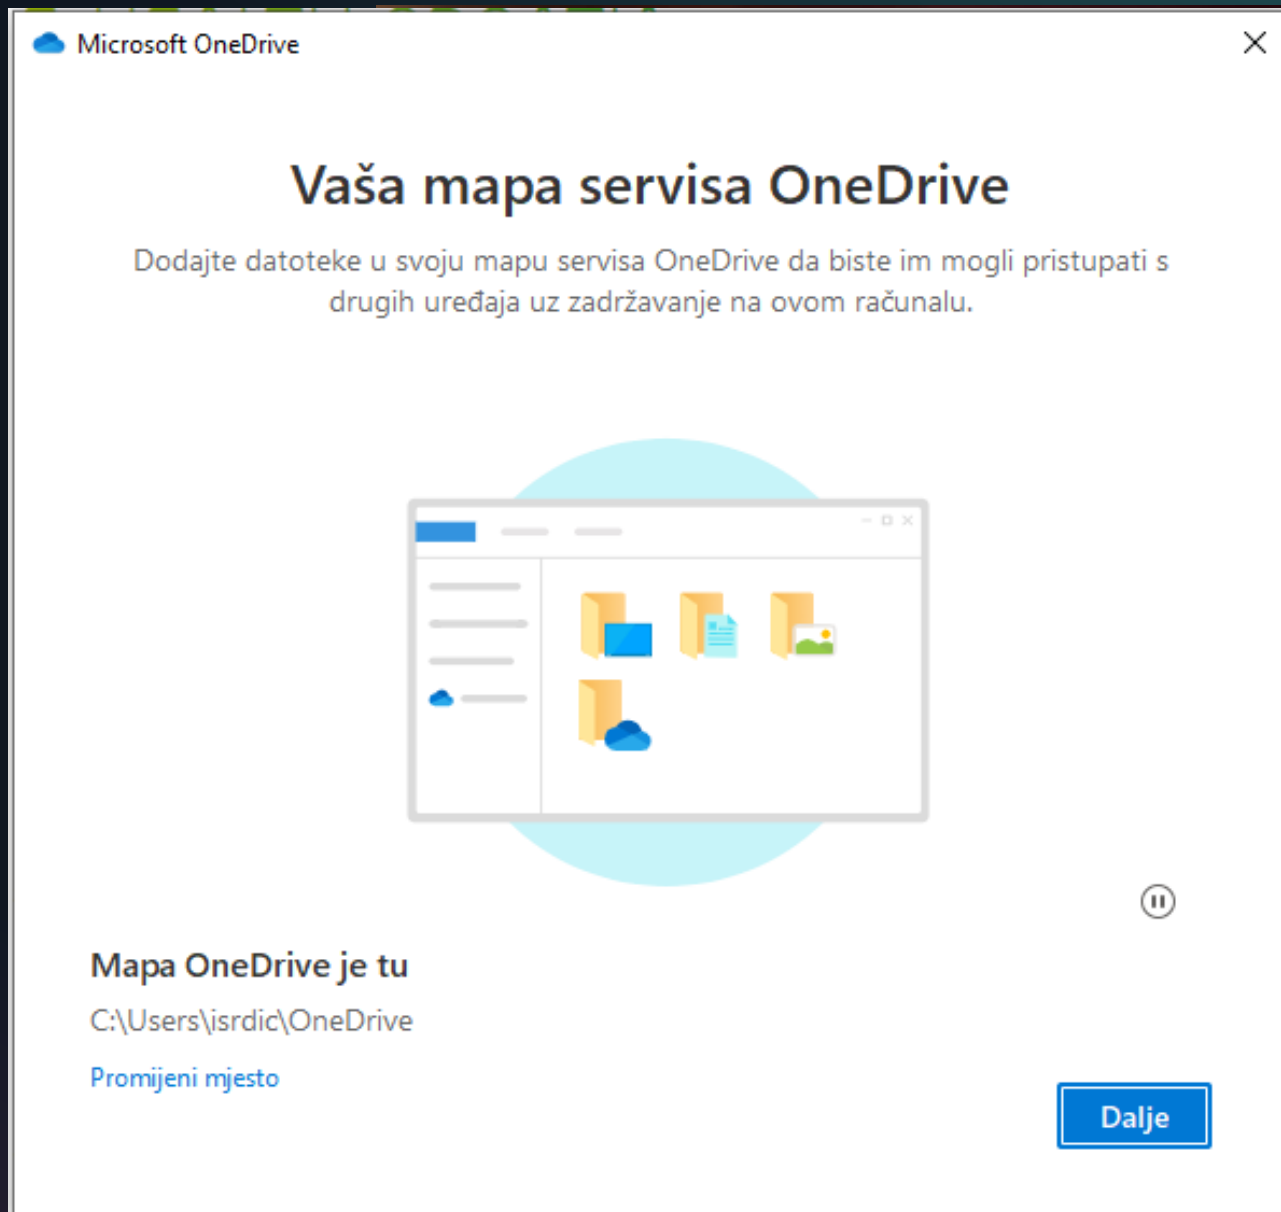 Microsoft OneDrive
Vaša mapa servisa OneDrive
Dodajte datoteke u svoju mapu servisa OneDrive da biste im mogli pristupati s
drugih uređaja uz zadržavanje na ovom računalu.
Mapa OneDrive je tu
C:\Users\isrdic\OneDrive
Promijeni mjesto
Dalje